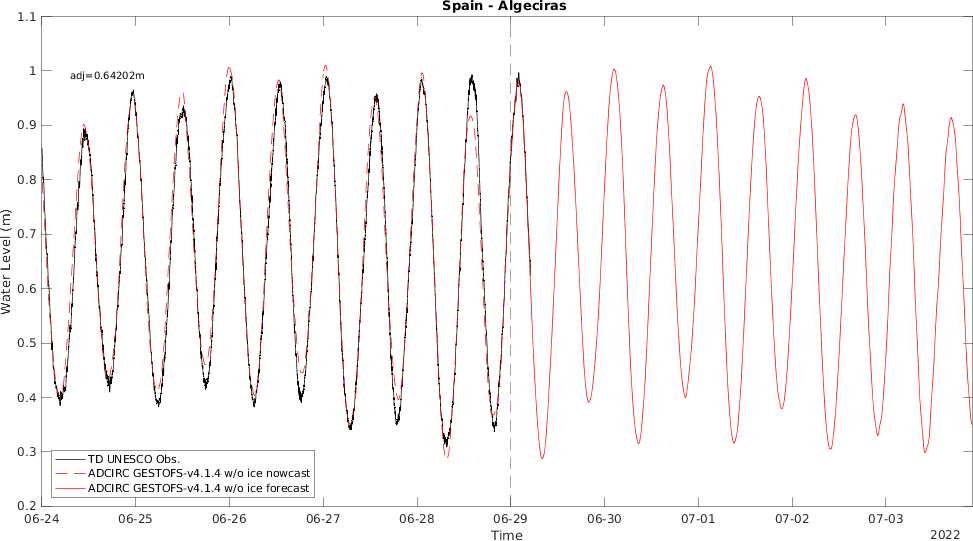 Spain - Algeciras
1.1
1
0.9
0.8
0.7
0.6
0.5
0.4
0.3
0.2
Water Level (m)
adj=0.64202m
TD UNESCO Obs.
ADCIRC GESTOFS-v4.1.4 w/o ice nowcast
ADCIRC GESTOFS-v4.1.4 w/o ice forecast
06-24 06-25 06-26 06-27 06-28 06-29 06-30 07-01 07-02 07-03
Time
2022